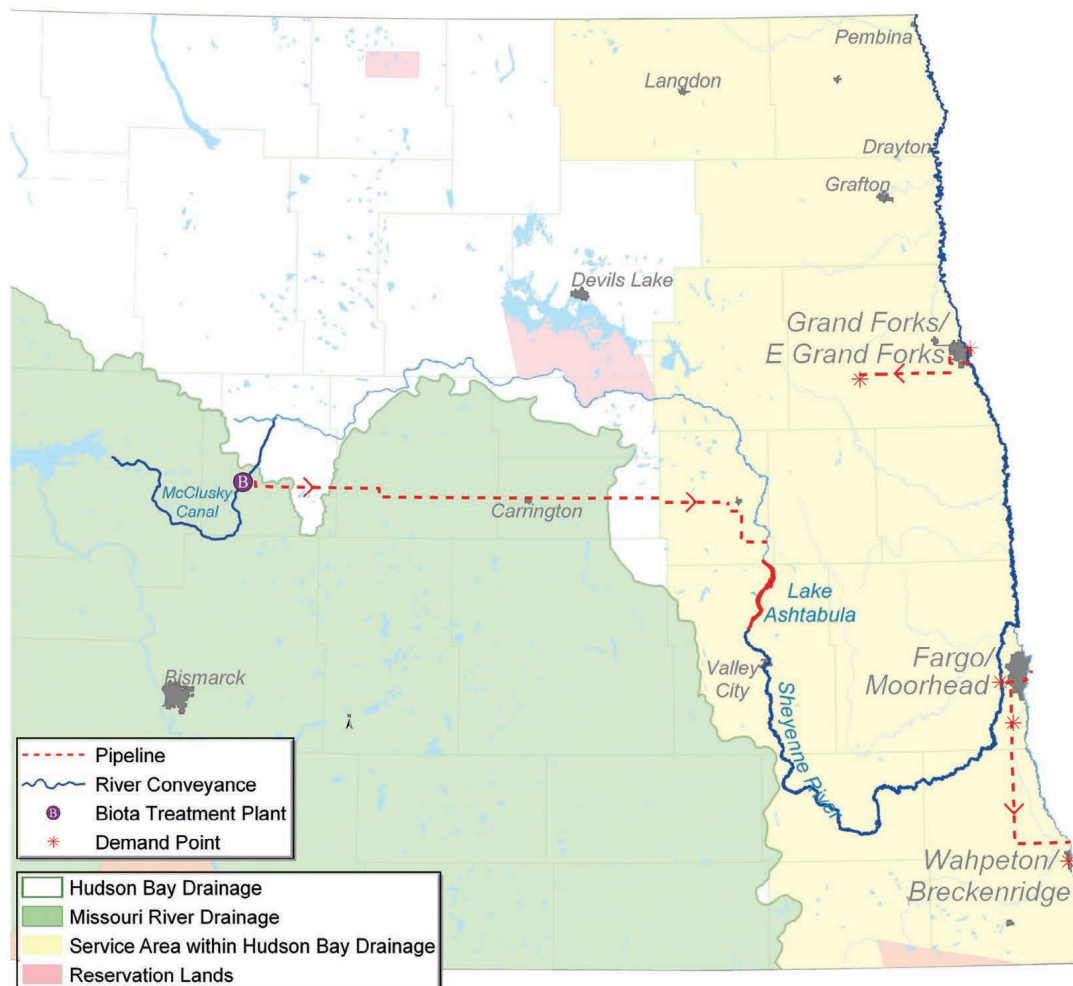 Pembina
Langdon
Drayton
Grafton
Devils Lake
Grand Forks/
E Grand Forks
B
McClusky
Canal
Carrington
Lake
Ashtabula
Fargo/
Moorhead
Valley
City
Bismarck
Sheyenne River
N
Pipeline
River Conveyance
B Biota Treatment Plant
Demand Point
Wahpeton/
Breckenridge
Hudson Bay Drainage
Missouri River Drainage
Service Area within Hudson Bay Drainage
Reservation Lands